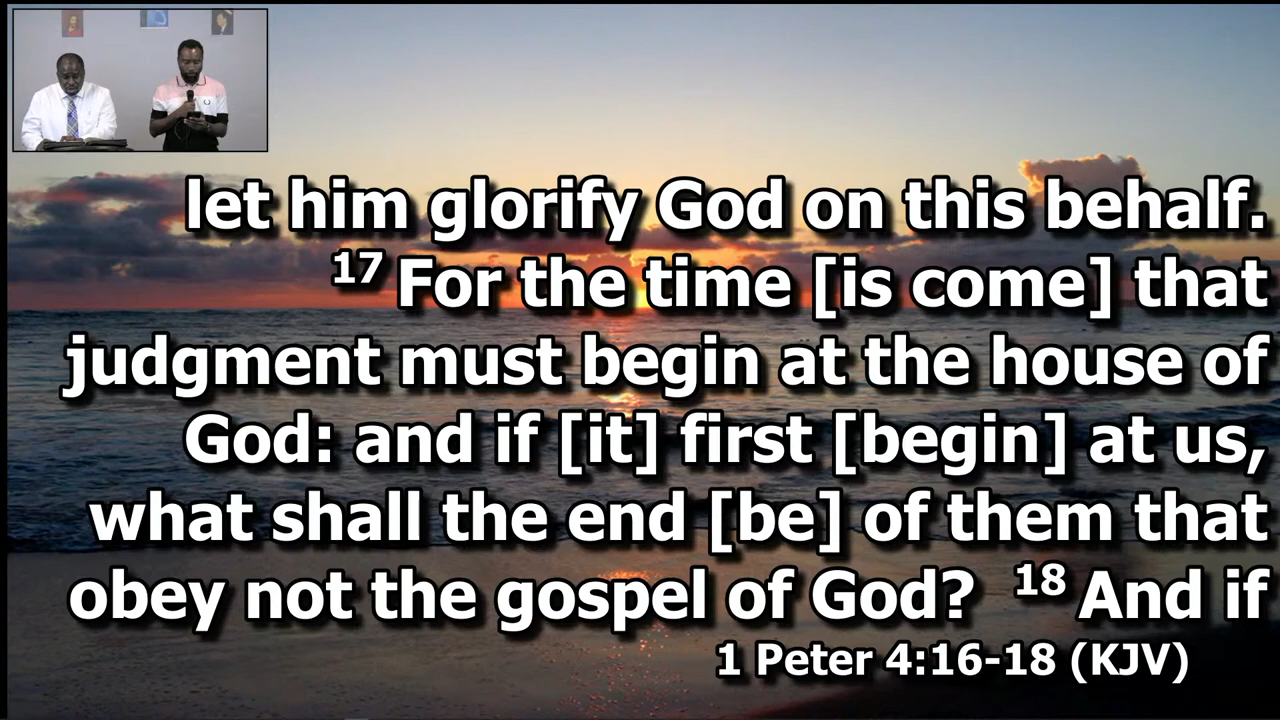 let him glorify God on this behalf.
17 For the time [is come] that
judgment must begin at the house of
God: and if [it] first [begin] at us,
what shall the end [be] of them that
obey not the gospel of God? 18 And if
1 Peter 4:16-18 (KJV)